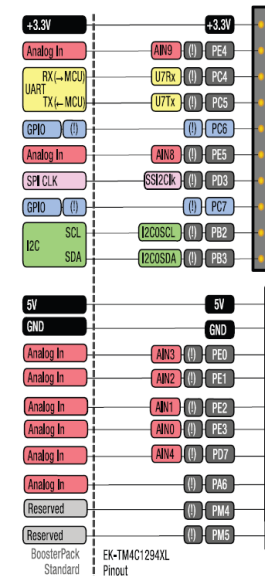 +3.3V +3.3V
Analog In AIN9 (!) PE4
RX(→MCU) U7Rx (!) PC4
UART
TX(←MCU) U7Tx (!) PC5
GPIO (!) (!) PC6
Analog In AIN8 (!) PE5
SPI CLK SSI2Clk (!) PD3
GPIO (!) (!) PC7
SCL I2C0SCL (!) PB2
I2C
SDA I2C0SDA (!) PB3
5V 5V
GND GND
Analog In AIN3 (!) PE0
Analog In AIN2 (!) PE1
Analog In AIN1 (!) PE2
Analog In AIN0 (!) PE3
Analog In AIN4 (!) PD7
Analog In (!) PA6
Reserved (!) PM4
Reserved (!) PM5
BoosterPack EK-TM4C1294XL
Standard Pinout